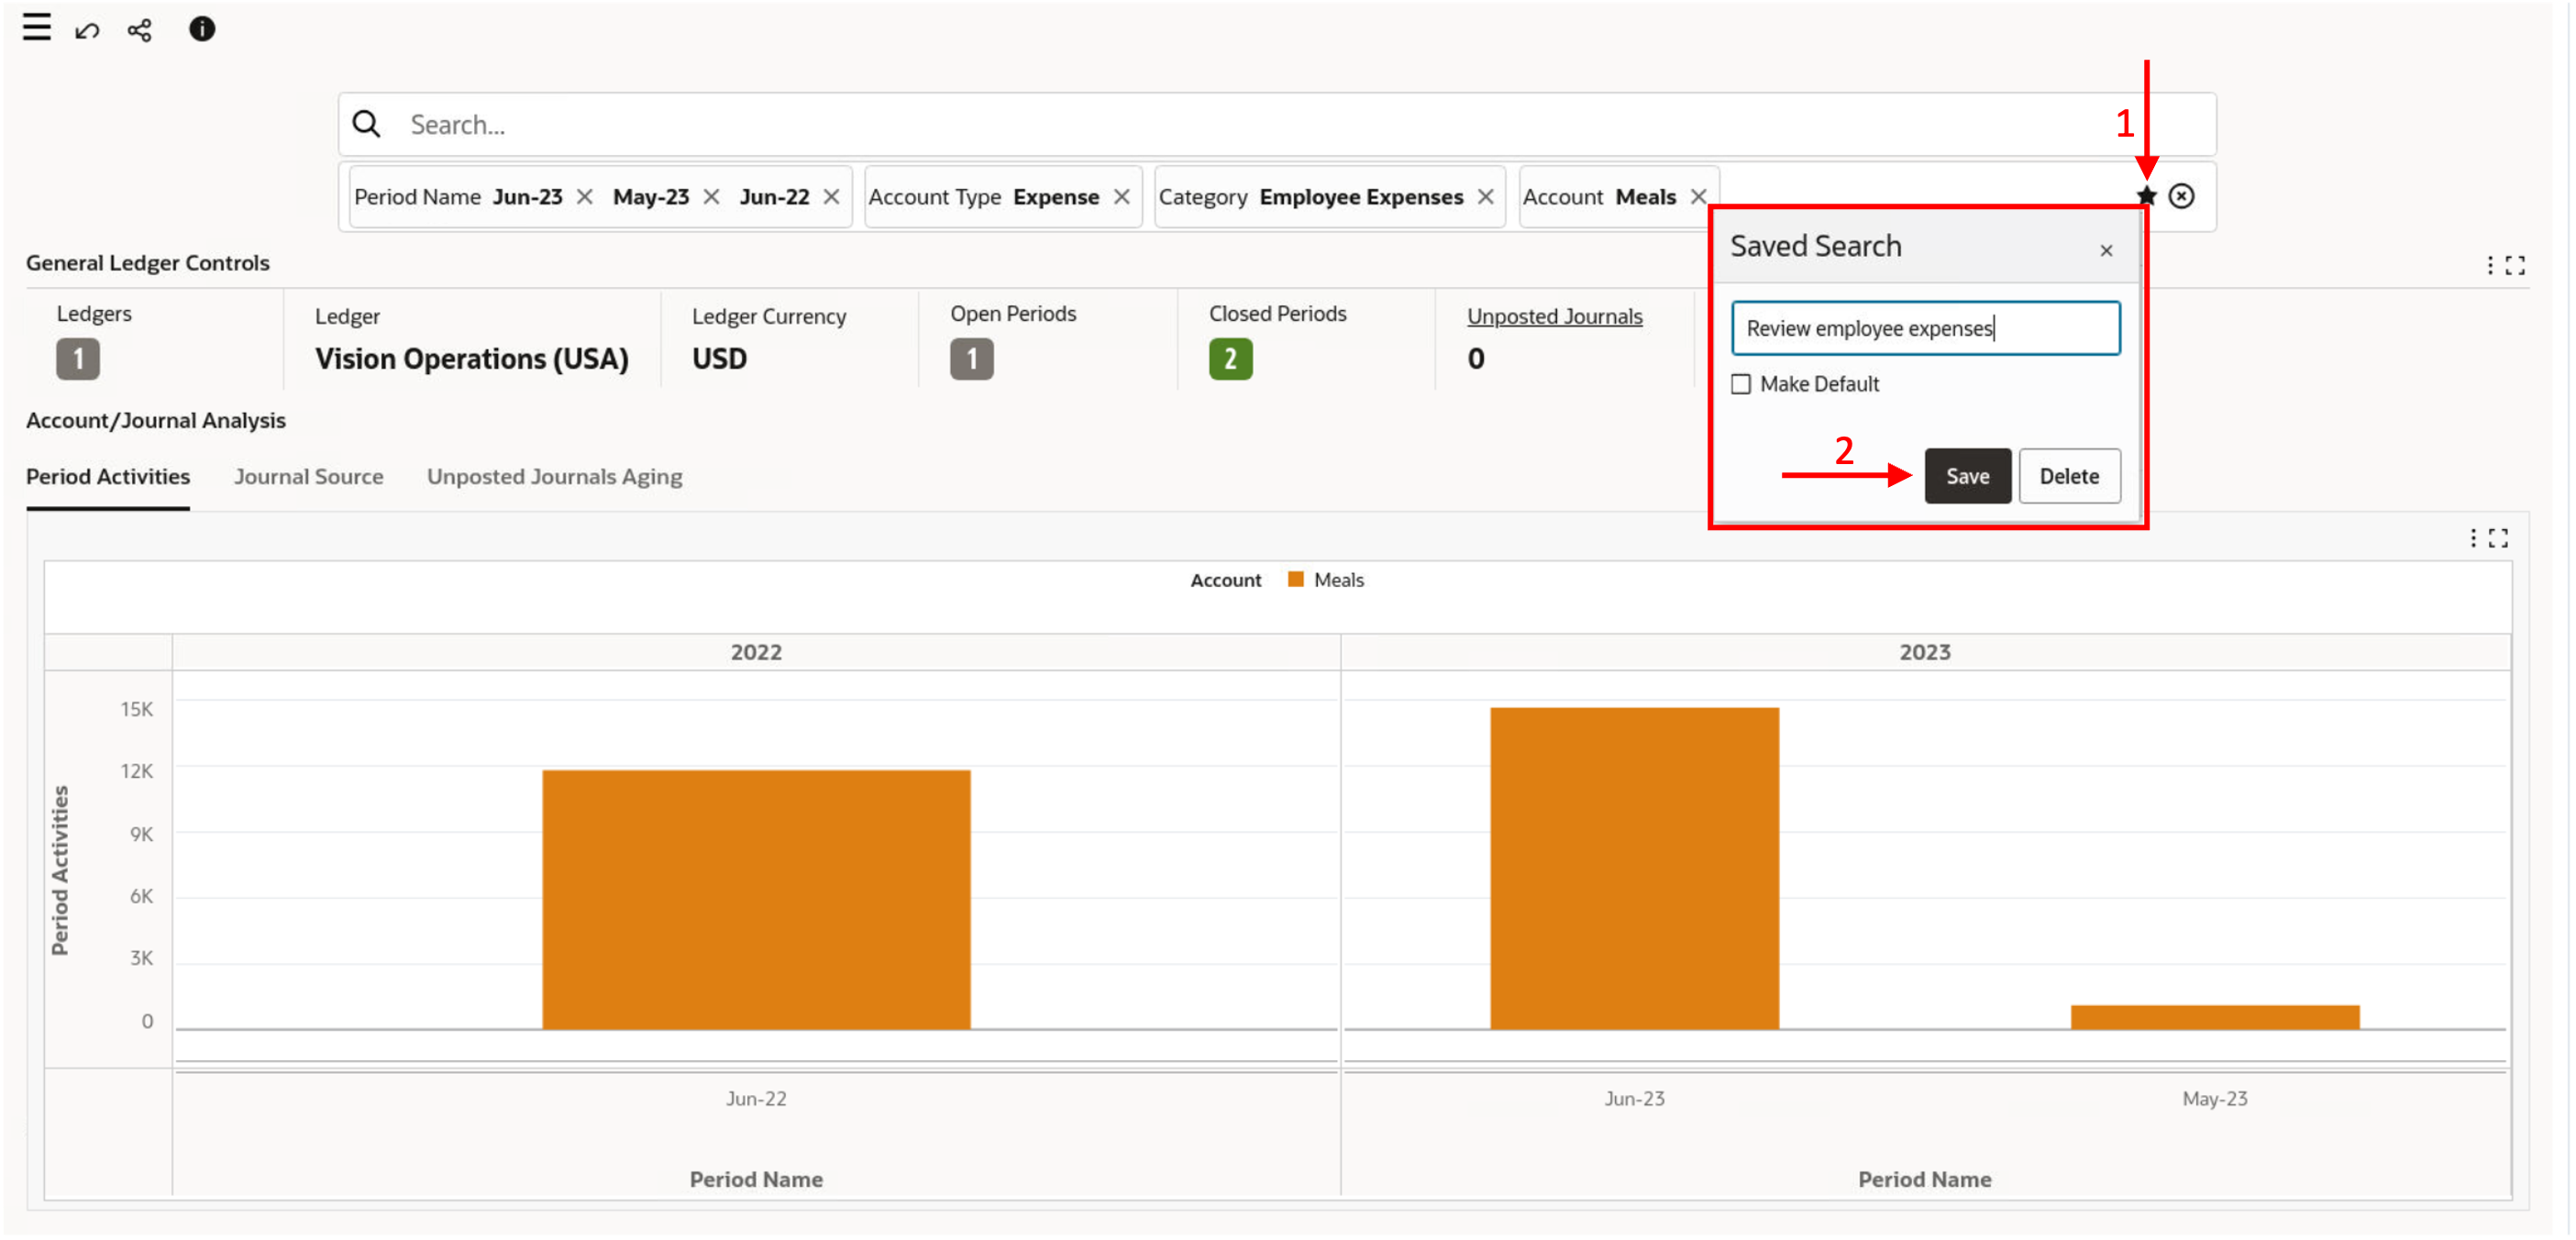 i
1
Search...
Period Name Jun-23 × May-23 × Jun-22 × Account Type Expense × Category Employee Expenses × Account Meals ×
Saved Search ×
General Ledger Controls
Ledgers Ledger Ledger Currency Open Periods Closed Periods Unposted Journals
1 Vision Operations (USA) USD 1 2 0
Review employee expenses
Make Default
Account/Journal Analysis
2
Period Activities Journal Source Unposted Journals Aging
Save Delete
Account Meals
2022 2023
Period Activities
15K
12K
9K
6K
3K
0
Jun-22 Jun-23 May-23
Period Name Period Name